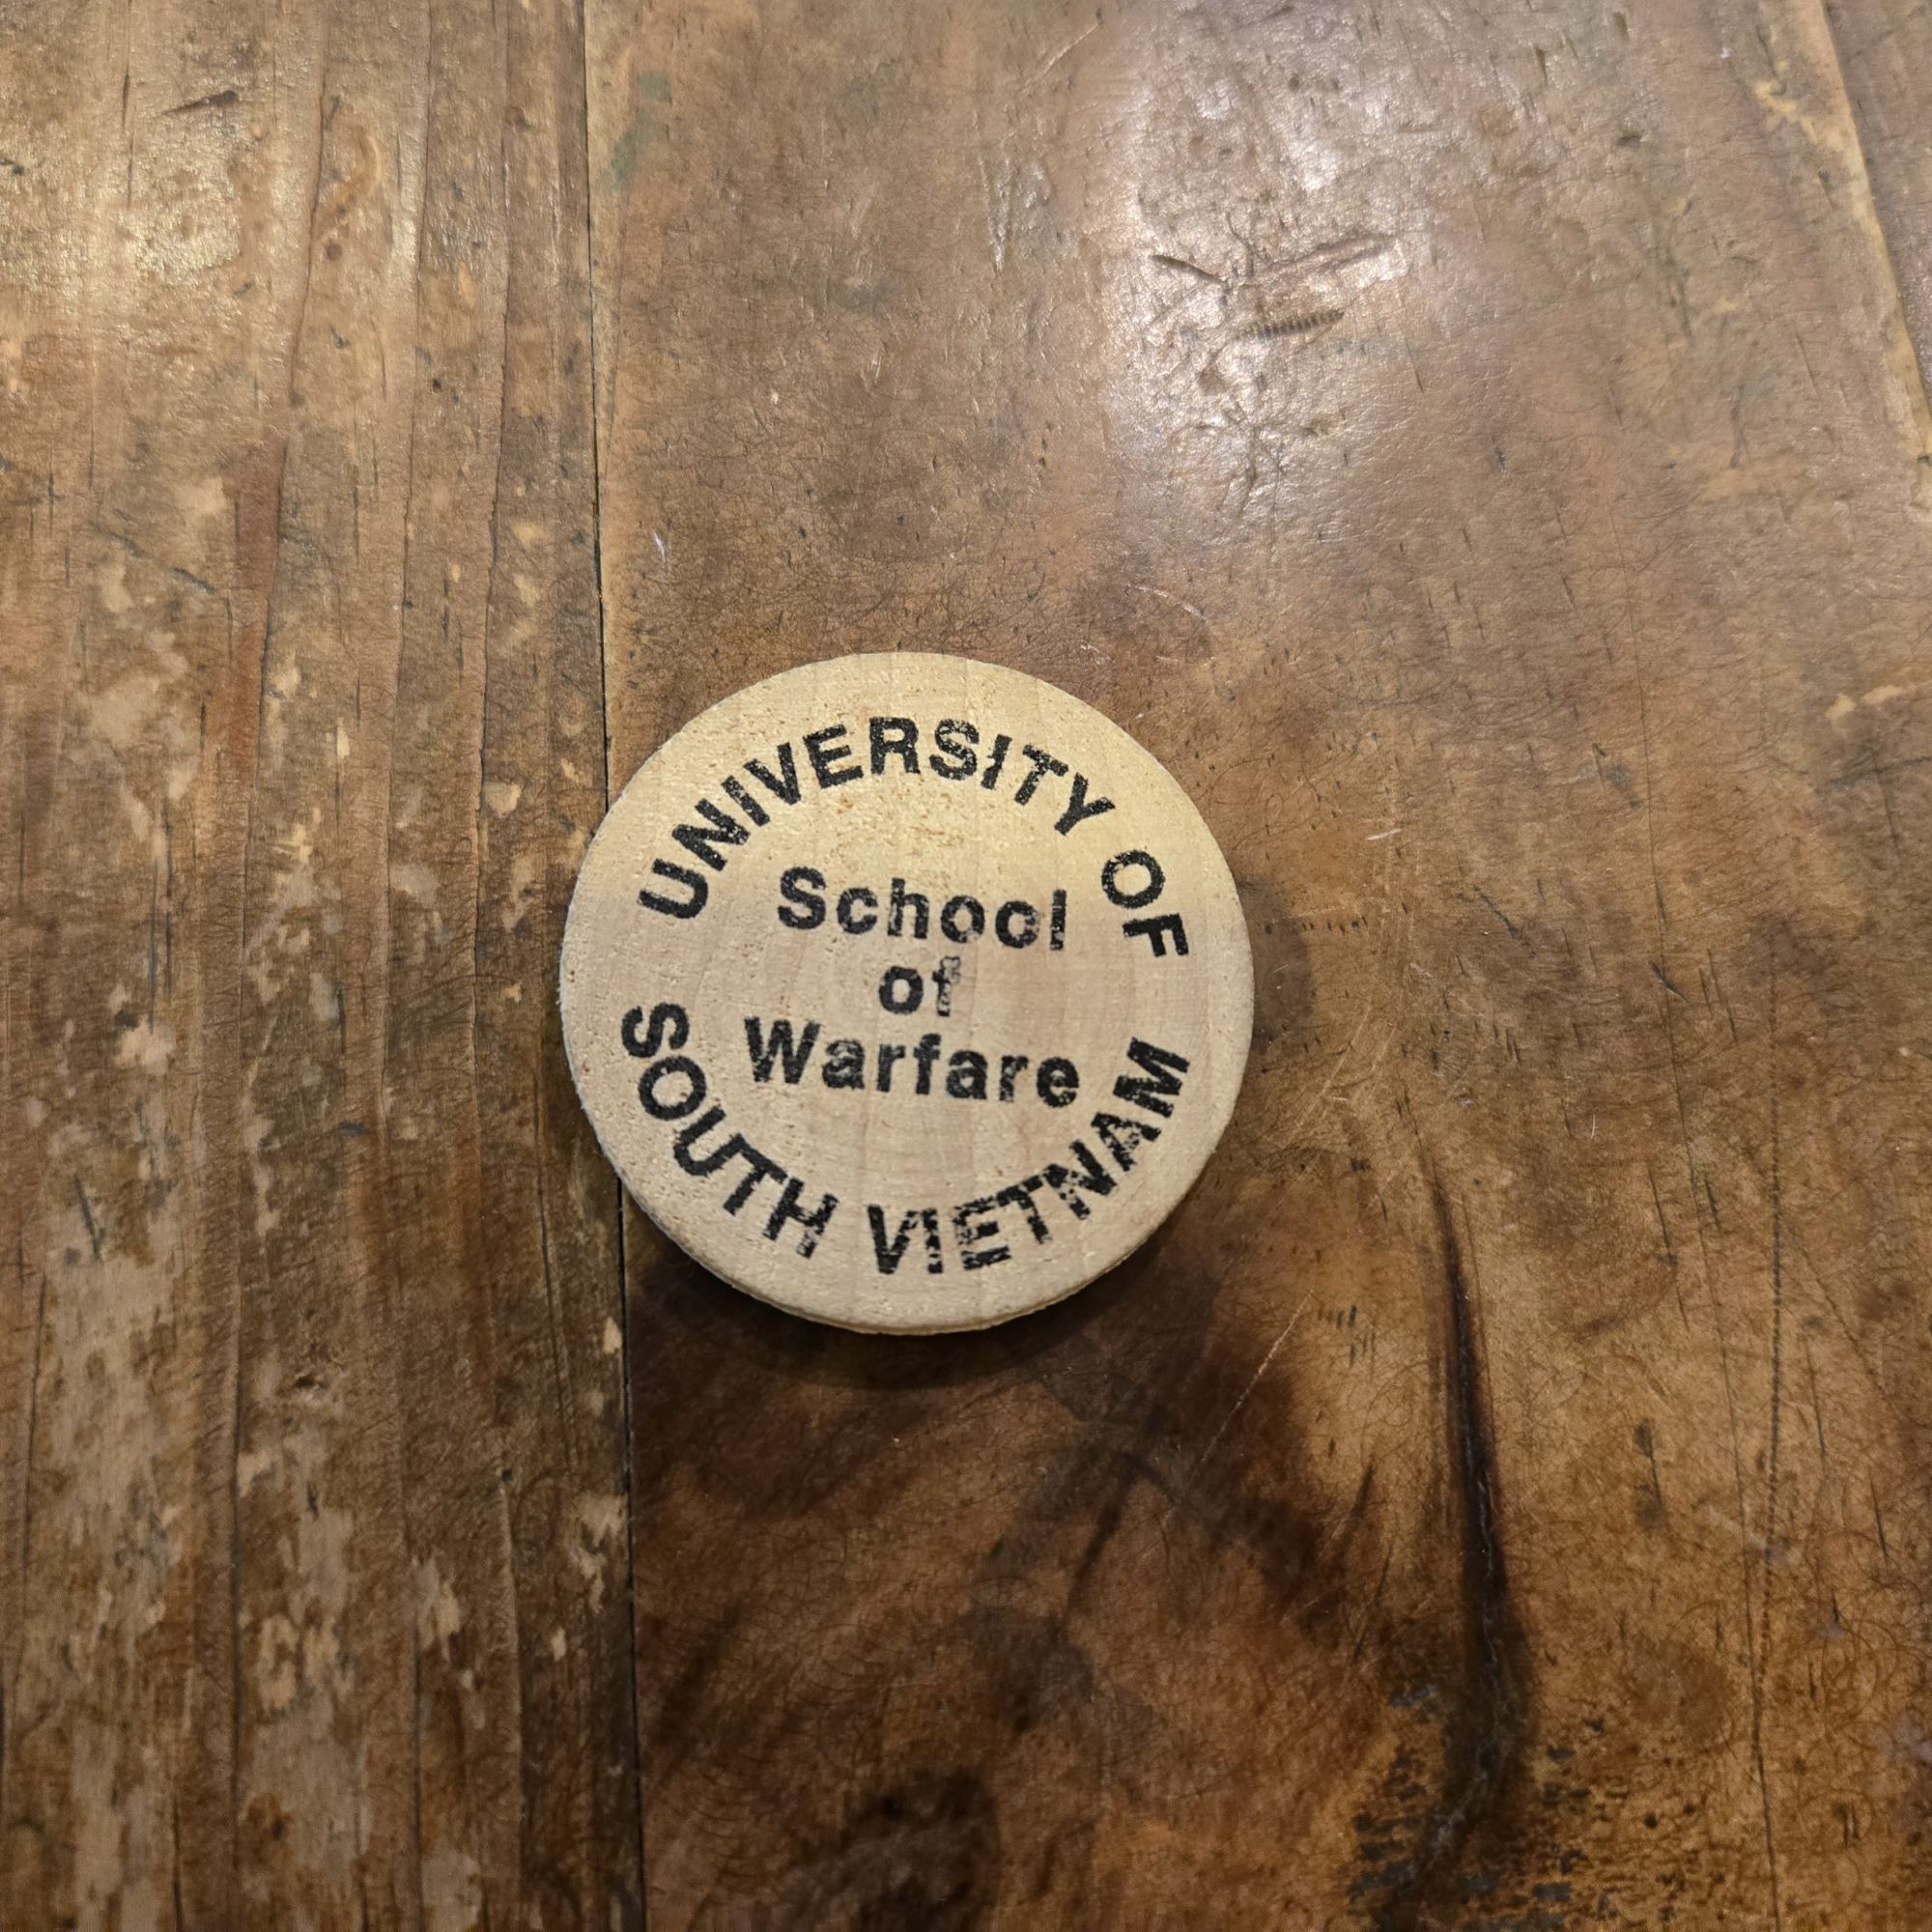 UNIVERSITY OF
School
of
Warfare
SOUTH VIETNAM